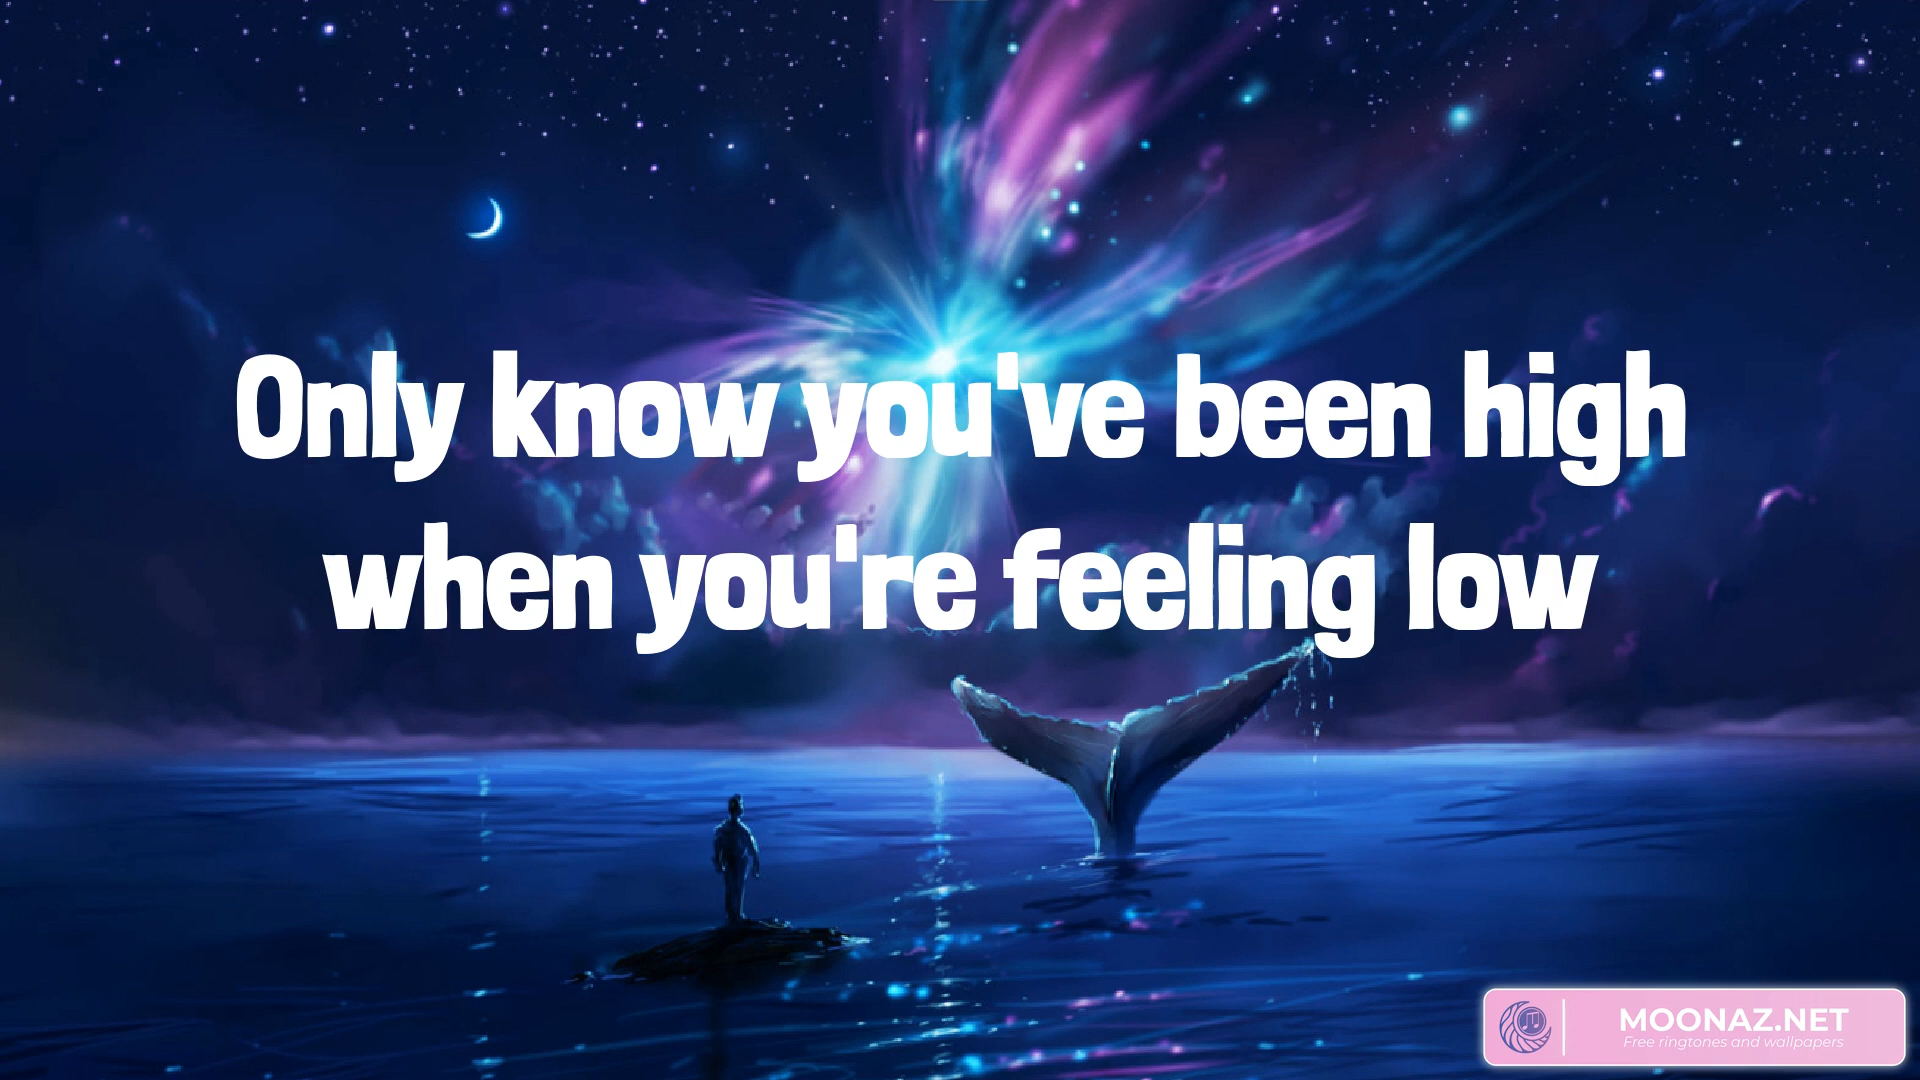 Only know you've been high
when you're feeling low
MOONAZ.NET
Free ringtones and wallpapers